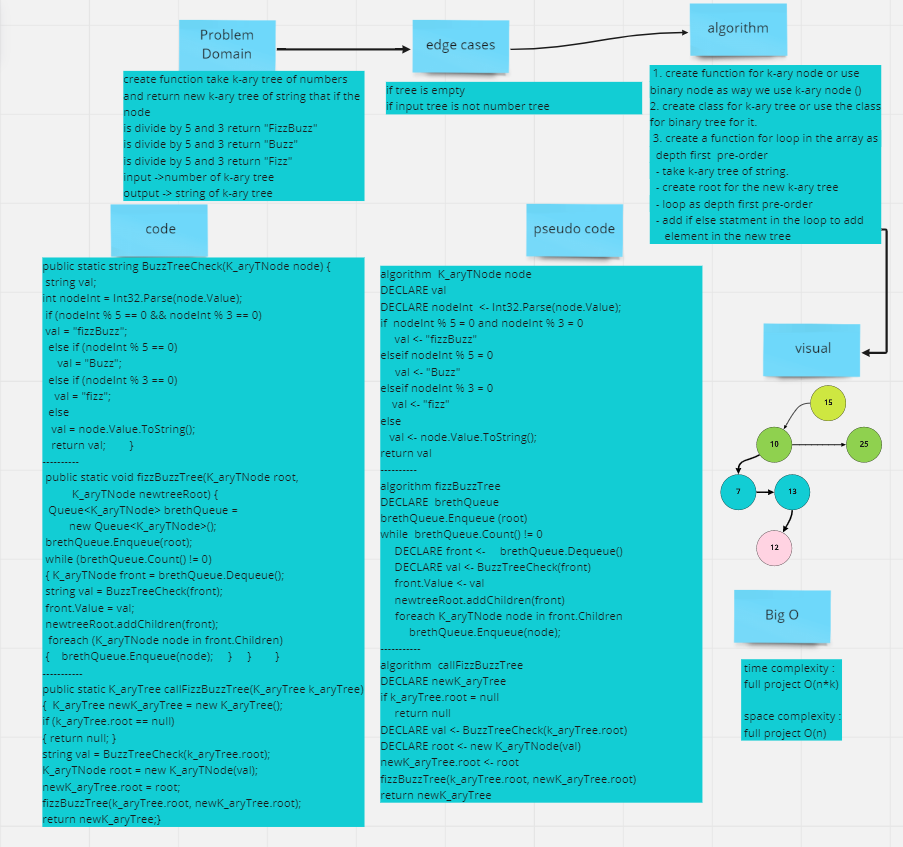 Problem
Domain
create function take k-ary tree of numbers
and return new k-ary tree of string that if the
node
is divide by 5 and 3 return "FizzBuzz"
is divide by 5 and 3 return "Buzz"
is divide by 5 and 3 return "Fizz"
input ->number of k-ary tree
output -> string of k-ary tree
edge cases
if tree is empty
if input tree is not number tree
algorithm
1. create function for k-ary node or use
binary node as way we use k-ary node ()
2. create class for k-ary tree or use the class
for binary tree for it.
3. create a function for loop in the array as
depth first pre-order
- take k-ary tree of string.
- create root for the new k-ary tree
- loop as depth first pre-order
- add if else statment in the loop to add
element in the new tree
code
public static string BuzzTreeCheck(K_aryTNode node) {
string val;
int nodeInt = Int32.Parse(node.Value);
if (nodeInt % 5 == 0 && nodeInt % 3 == 0)
val = "fizzBuzz";
else if (nodeInt % 5 == 0)
val = "Buzz";
else if (nodeInt % 3 == 0)
val = "fizz";
else
val = node.Value.ToString();
return val; }
----------
public static void fizzBuzzTree(K_aryTNode root,
K_aryTNode newtreeRoot) {
Queue<K_aryTNode> brethQueue =
new Queue<K_aryTNode>();
brethQueue.Enqueue(root);
while (brethQueue.Count() != 0)
{ K_aryTNode front = brethQueue.Dequeue();
string val = BuzzTreeCheck(front);
front.Value = val;
newtreeRoot.addChildren(front);
foreach (K_aryTNode node in front.Children)
{ brethQueue.Enqueue(node); } } }
----------
public static K_aryTree callFizzBuzzTree(K_aryTree k_aryTree)
{ K_aryTree newK_aryTree = new K_aryTree();
if (k_aryTree.root == null)
{ return null; }
string val = BuzzTreeCheck(k_aryTree.root);
K_aryTNode root = new K_aryTNode(val);
newK_aryTree.root = root;
fizzBuzzTree(k_aryTree.root, newK_aryTree.root);
return newK_aryTree;}
pseudo code
algorithm K_aryTNode node
DECLARE val
DECLARE nodeInt <- Int32.Parse(node.Value);
if nodeInt % 5 = 0 and nodeInt % 3 = 0
val <- "fizzBuzz"
elseif nodeInt % 5 = 0
val <- "Buzz"
elseif nodeInt % 3 = 0
val <- "fizz"
else
val <- node.Value.ToString();
return val
----------
algorithm fizzBuzzTree
DECLARE brethQueue
brethQueue.Enqueue (root)
while brethQueue.Count() != 0
DECLARE front <- brethQueue.Dequeue()
DECLARE val <- BuzzTreeCheck(front)
front.Value <- val
newtreeRoot.addChildren(front)
foreach K_aryTNode node in front.Children
brethQueue.Enqueue(node);
-----------
algorithm callFizzBuzzTree
DECLARE newK_aryTree
if k_aryTree.root = null
return null
DECLARE val <- BuzzTreeCheck(k_aryTree.root)
DECLARE root <- new K_aryTNode(val)
newK_aryTree.root <- root
fizzBuzzTree(k_aryTree.root, newK_aryTree.root)
return newK_aryTree
visual
15
10
25
7
13
12
Big O
time complexity :
full project O(n*k)
space complexity :
full project O(n)